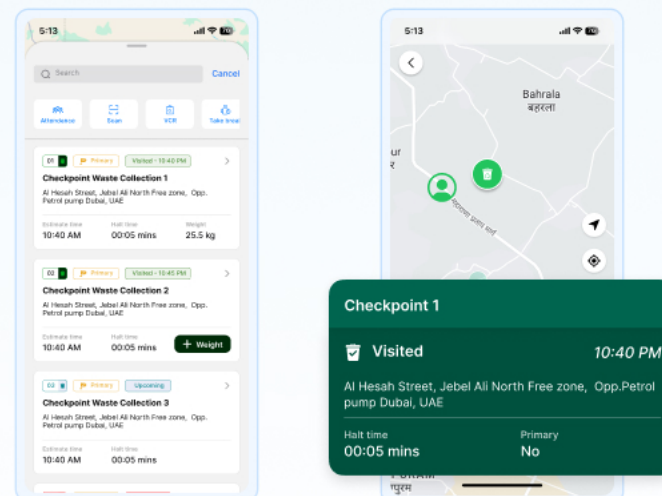 5:13
Search
Cancel
Attendance
Scan
VCR
Take break
01
Primary
Visited - 10:40 PM
Checkpoint Waste Collection 1
Al Hesah Street, Jebel Ali North Free zone, Opp.
Petrol pump Dubai, UAE
Estimate time
Halt time
Weight
10:40 AM
00:05 mins
25.5 kg
02
Primary
Visited - 10:45 PM
Checkpoint Waste Collection 2
Al Hesah Street, Jebel Ali North Free zone, Opp.
Petrol pump Dubai, UAE
Estimate time
Halt time
10:40 AM
00:05 mins
+ Weight
03
Primary
Upcoming
Checkpoint Waste Collection 3
Al Hesah Street, Jebel Ali North Free zone, Opp.
Petrol pump Dubai, UAE
Estimate time
Halt time
10:40 AM
00:05 mins
5:13
Bahrala
बहरला
ur
र
Checkpoint 1
Visited
10:40 PM
Al Hesah Street, Jebel Ali North Free zone, Opp.Petrol
pump Dubai, UAE
Halt time
Primary
00:05 mins
No